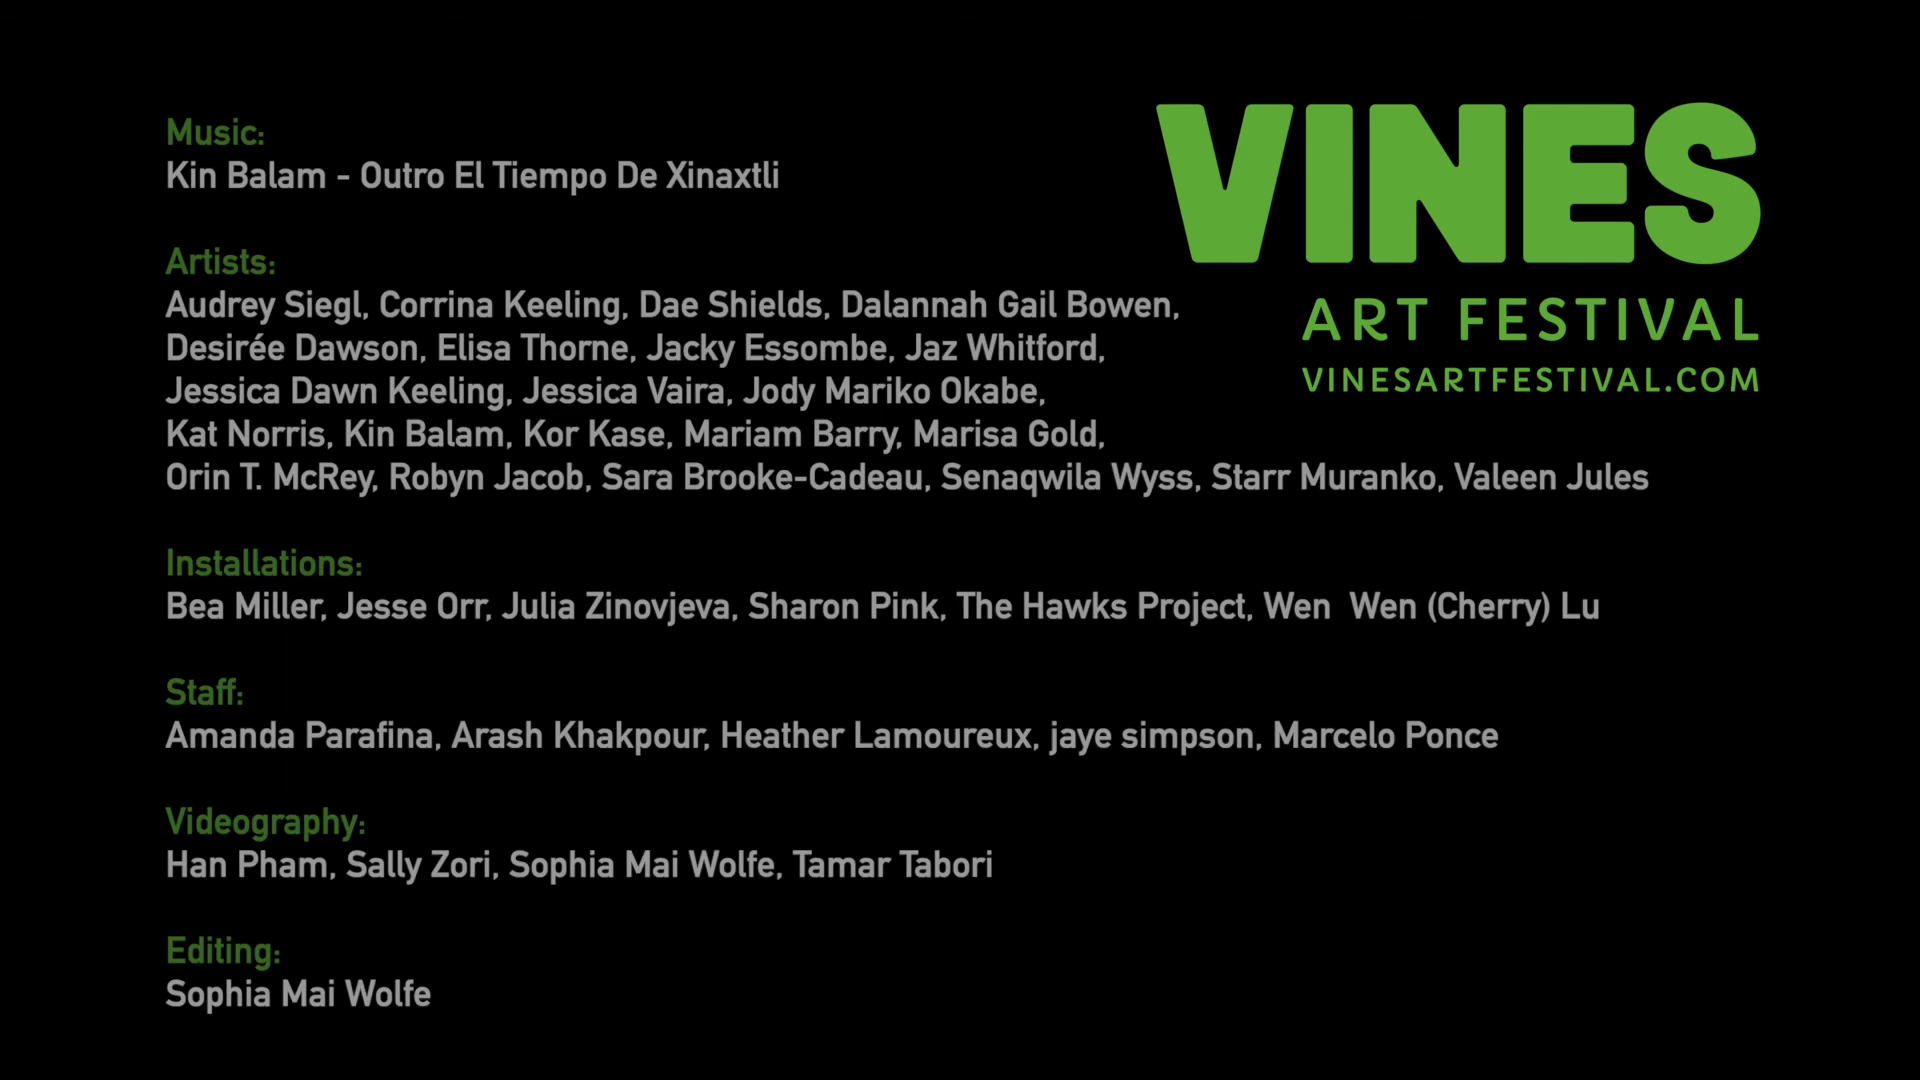 Music:
Kin Balam - Outro El Tiempo De Xinaxtli
Artists:
Audrey Siegl, Corrina Keeling, Dae Shields, Dalannah Gail Bowen,
Desirée Dawson, Elisa Thorne, Jacky Essombe, Jaz Whitford,
Jessica Dawn Keeling, Jessica Vaira, Jody Mariko Okabe,
Kat Norris, Kin Balam, Kor Kase, Mariam Barry, Marisa Gold,
Orin T. McRey, Robyn Jacob, Sara Brooke-Cadeau, Senaqwila Wyss, Starr Muranko, Valeen Jules
Installations:
Bea Miller, Jesse Orr, Julia Zinovjeva, Sharon Pink, The Hawks Project, Wen  Wen (Cherry) Lu
Staff:
Amanda Parafina, Arash Khakpour, Heather Lamoureux, jaye simpson, Marcelo Ponce
Videography:
Han Pham, Sally Zori, Sophia Mai Wolfe, Tamar Tabori
Editing:
Sophia Mai Wolfe
VINES
ART FESTIVAL
VINESARTFESTIVAL.COM